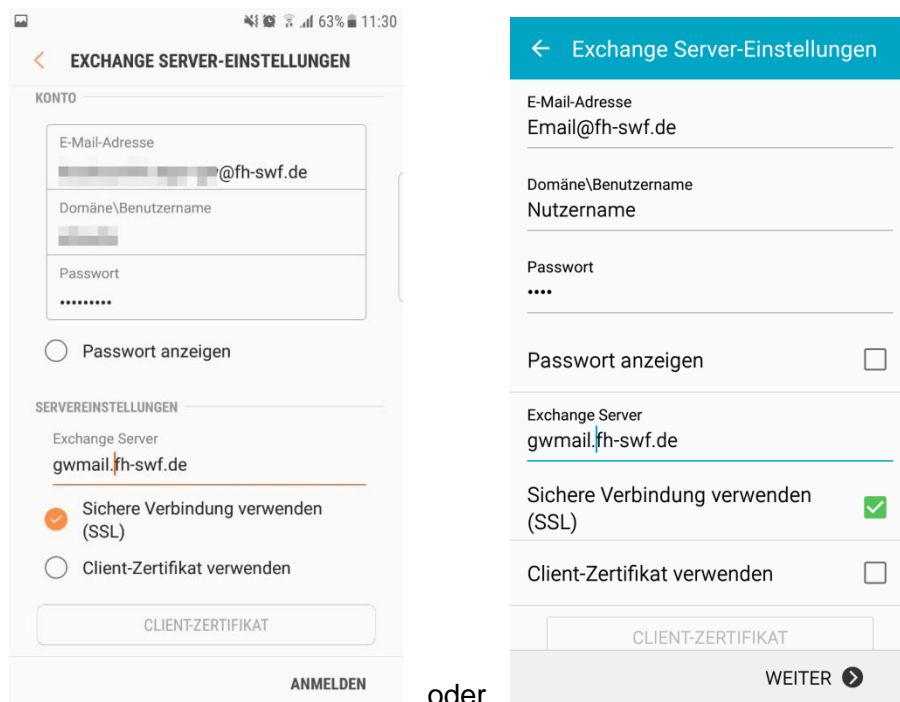 63% 11:30
EXCHANGE SERVER-EINSTELLUNGEN
KONTO
E-Mail-Adresse
@fh-swf.de
Domäne\Benutzername
Passwort
•••••••••
Passwort anzeigen
SERVEREINSTELLUNGEN
Exchange Server
gwmail.fh-swf.de
Sichere Verbindung verwenden
(SSL)
Client-Zertifikat verwenden
CLIENT-ZERTIFIKAT
ANMELDEN
oder
Exchange Server-Einstellungen
E-Mail-Adresse
Email@fh-swf.de
Domäne\Benutzername
Nutzername
Passwort
••••
Passwort anzeigen
Exchange Server
gwmail.fh-swf.de
Sichere Verbindung verwenden
(SSL)
Client-Zertifikat verwenden
CLIENT-ZERTIFIKAT
WEITER